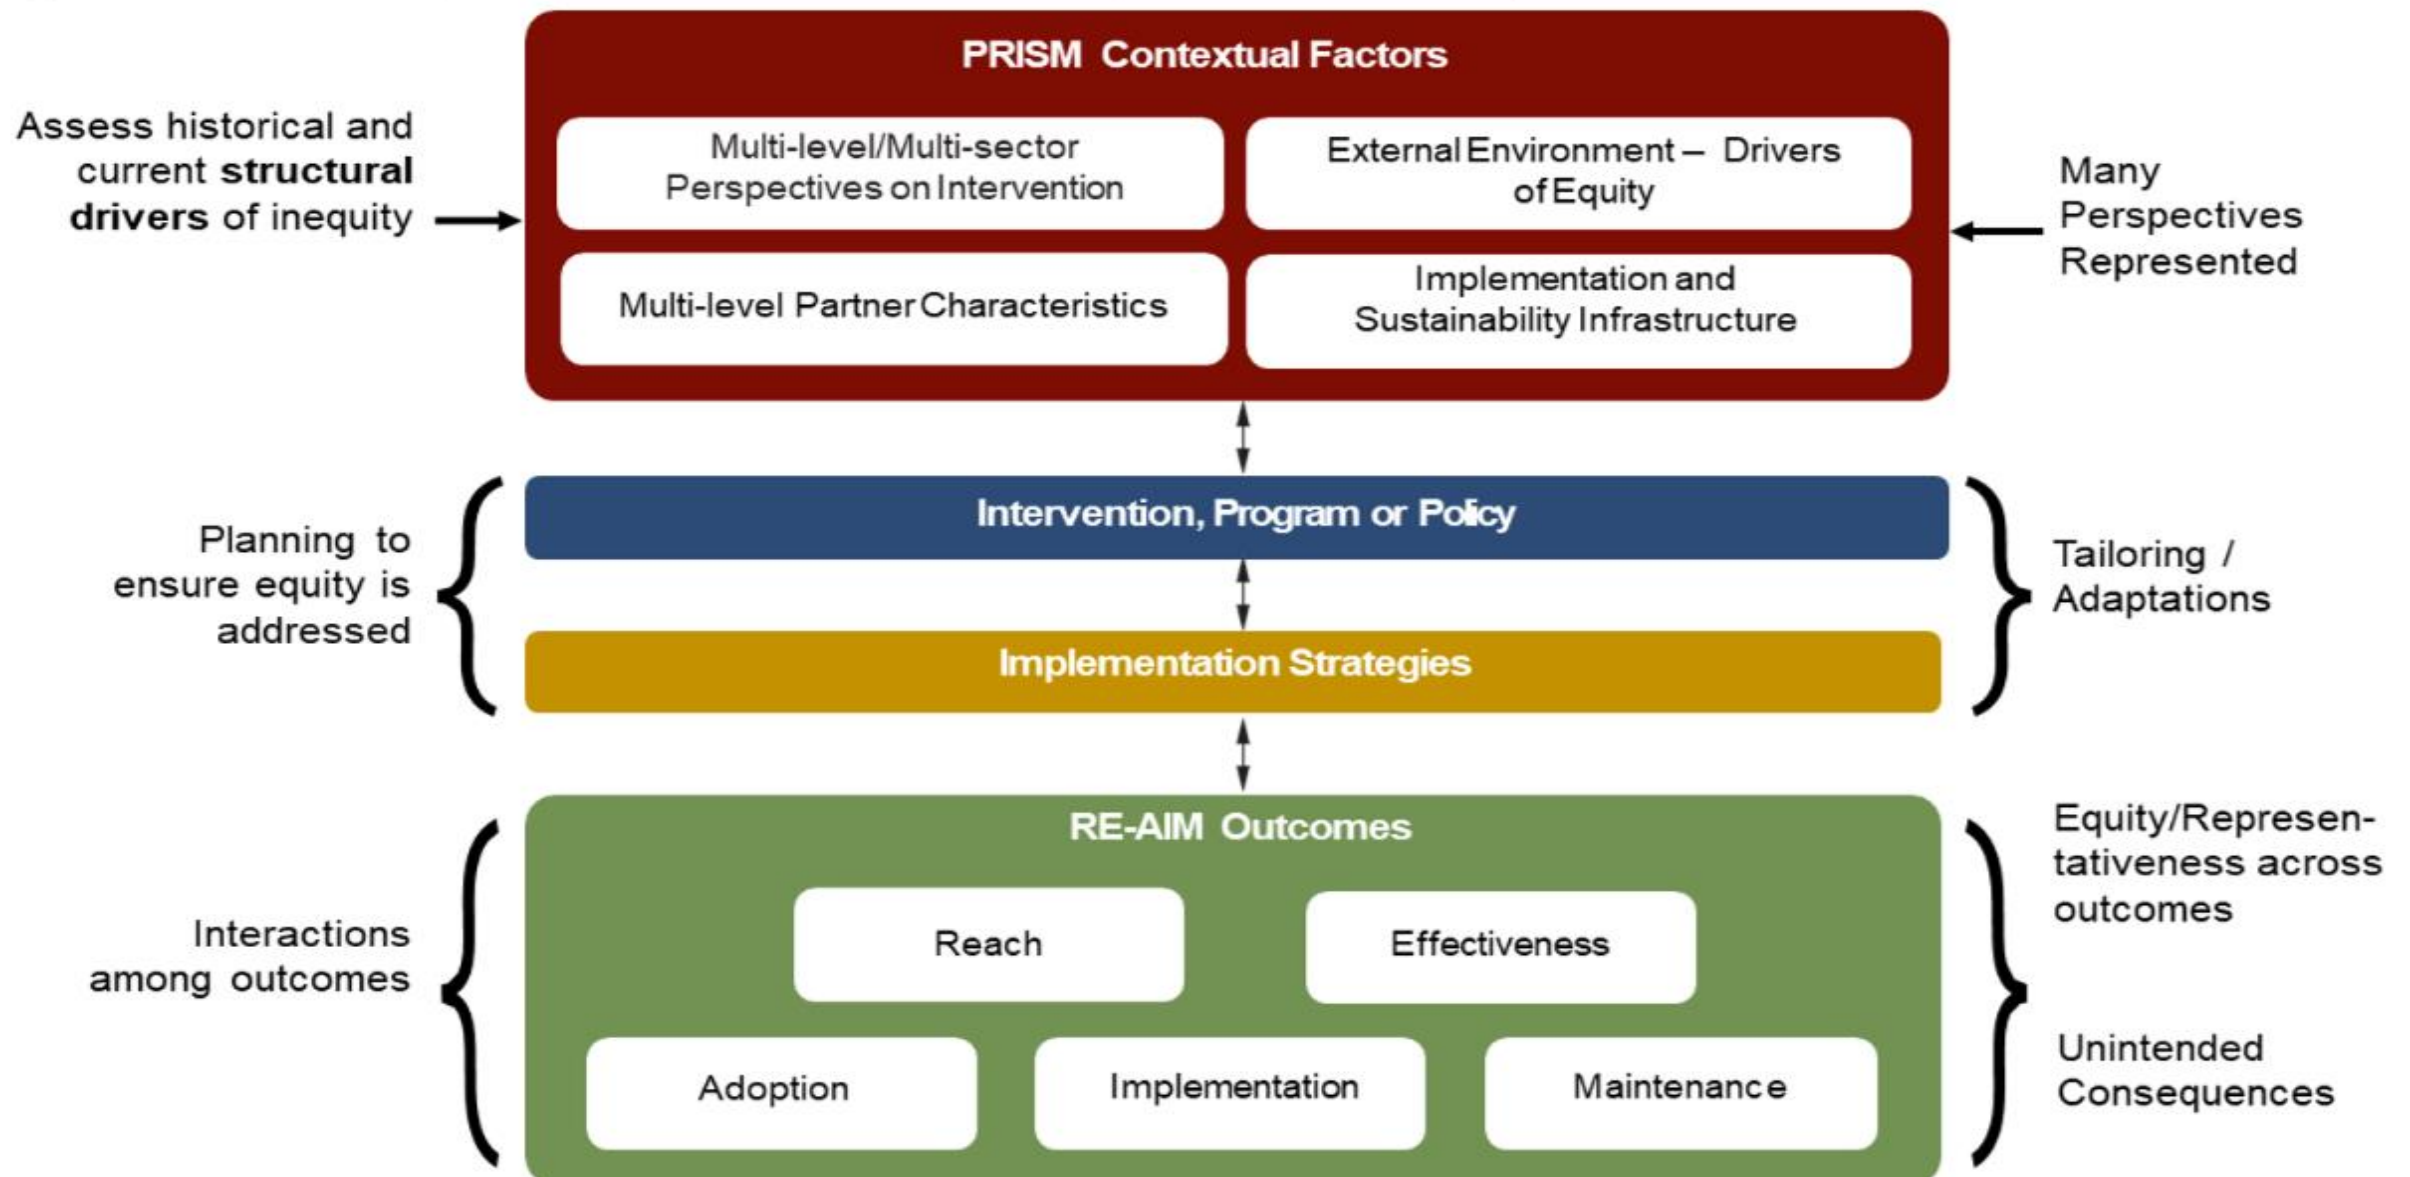 PRISM Contextual Factors
Assess historical and
current structural
drivers of inequity
Multi-level/Multi-sector
Perspectives on Intervention
External Environment – Drivers
of Equity
Multi-level Partner Characteristics
Implementation and
Sustainability Infrastructure
Many
Perspectives
Represented
Planning to
ensure equity is
addressed
Intervention, Program or Policy
Implementation Strategies
Tailoring /
Adaptations
Interactions
among outcomes
RE-AIM Outcomes
Reach
Effectiveness
Adoption
Implementation
Maintenance
Equity/Represen-
tativeness across
outcomes
Unintended
Consequences